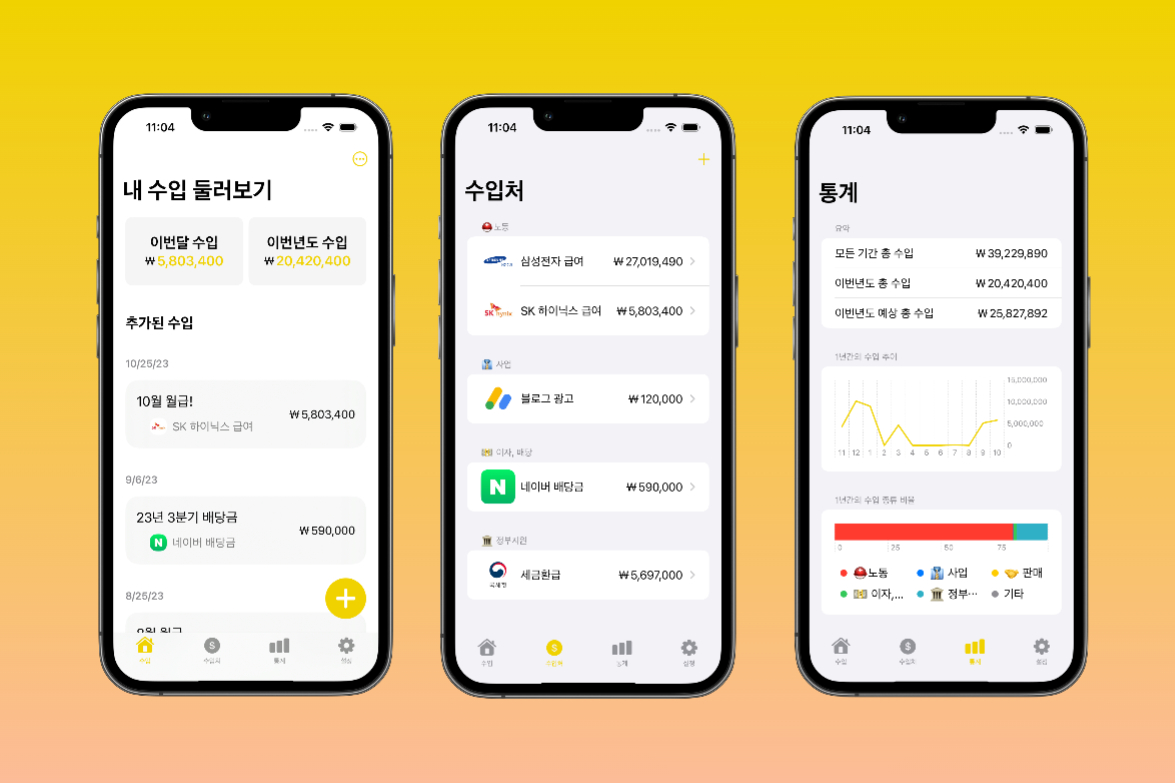 11:04
내 수입 둘러보기
이번달 수입
₩5,803,400
이번년도 수입
₩20,420,400
추가된 수입
10/25/23
10월 월급!
SK 하이닉스 급여
₩5,803,400
9/6/23
23년 3분기 배당금
네이버 배당금
₩590,000
8/25/23
수입
수입처
통계
설정
11:04
수입처
노동
삼성전자 급여
₩27,019,490
SK 하이닉스 급여
₩5,803,400
사업
블로그 광고
₩120,000
이자, 배당
N
네이버 배당금
₩590,000
정부지원
국세청
세금환급
₩5,697,000
수입
수입처
통계
설정
11:04
통계
요약
모든 기간 총 수입
₩39,229,890
이번년도 총 수입
₩20,420,400
이번년도 예상 총 수입
₩25,827,892
1년간의 수입 추이
15,000,000
10,000,000
5,000,000
0
11 12 1 2 3 4 5 6 7 8 9 10
1년간의 수입 종류 비율
0 25 50 75
노동
사업
판매
이자,...
정부...
기타
수입
수입처
통계
설정